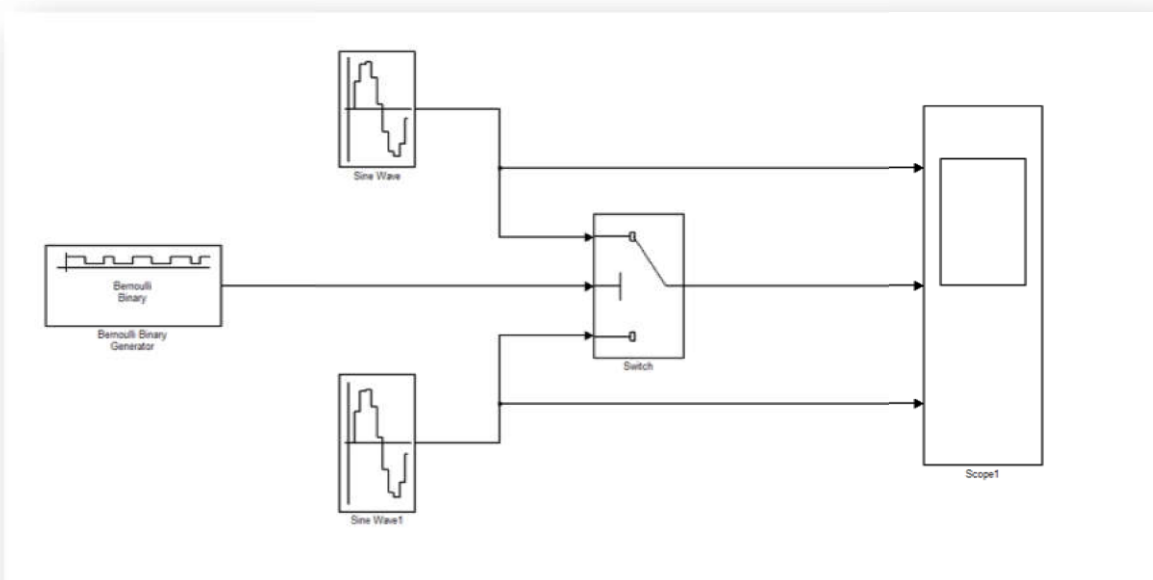 Sine Wave
Bernoulli
Binary
Bernoulli Binary
Generator
Switch
Sine Wave1
Scope1